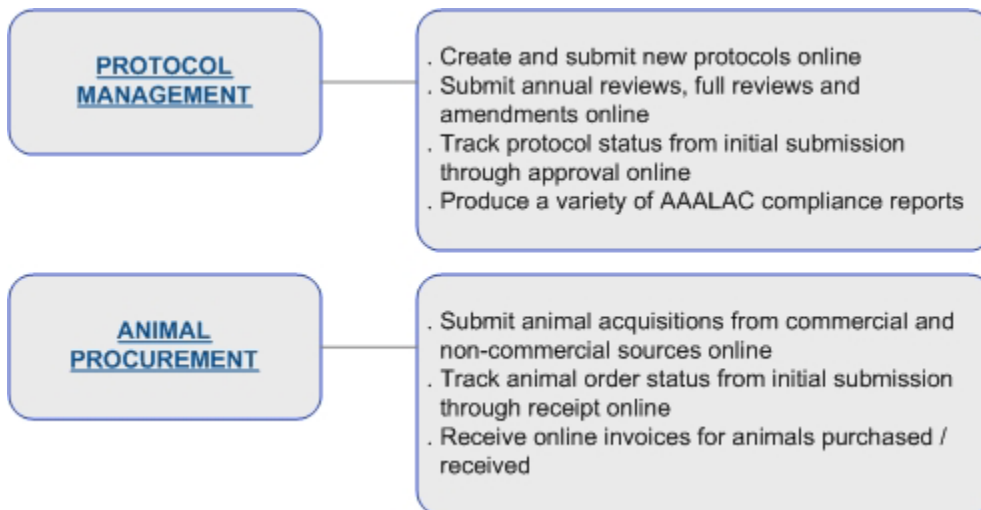 PROTOCOL
MANAGEMENT
. Create and submit new protocols online
. Submit annual reviews, full reviews and
amendments online
. Track protocol status from initial submission
through approval online
. Produce a variety of AAALAC compliance reports
ANIMAL
PROCUREMENT
. Submit animal acquisitions from commercial and
non-commercial sources online
. Track animal order status from initial submission
through receipt online
. Receive online invoices for animals purchased /
received